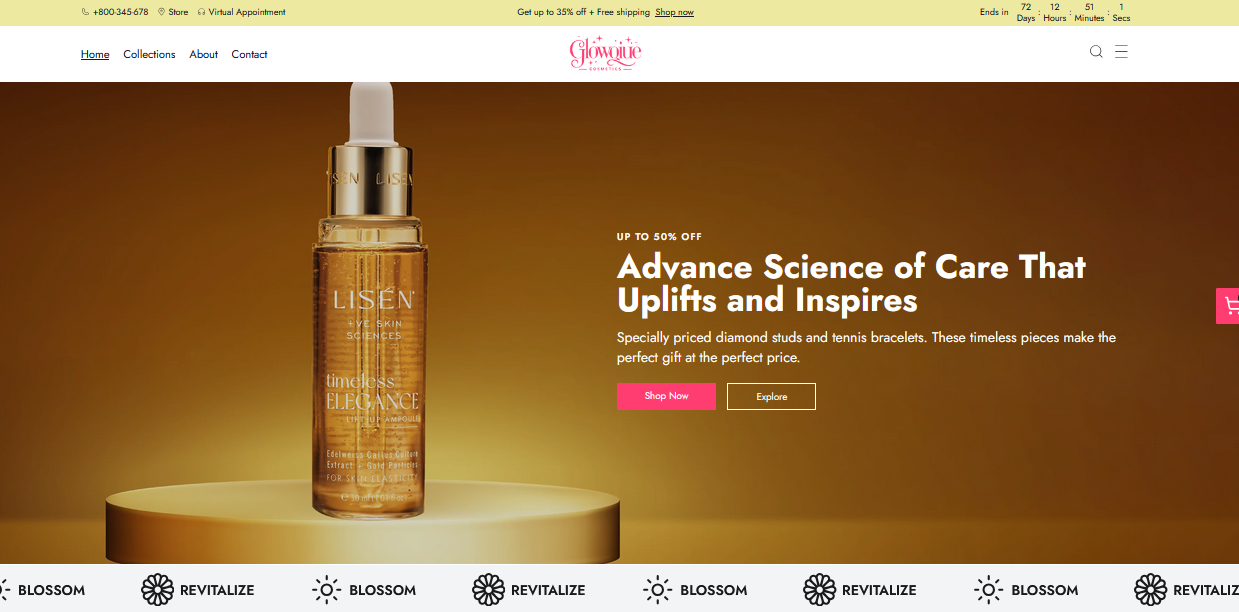 +800-345-678 Store Virtual Appointment
Get up to 35% off + Free shipping Shop now
Ends in 72 Days : 12 Hours : 51 Minutes : 1 Secs
Home Collections About Contact
Glowqiue
COSMETICS
UP TO 50% OFF
Advance Science of Care That
Uplifts and Inspires
Specially priced diamond studs and tennis bracelets. These timeless pieces make the
perfect gift at the perfect price.
Shop Now Explore
LISÉN
LISÉN
+VE SKIN
SCIENCES
timeless
ELEGANCE
LIFT UP AMPOULE
Edelweiss Callus Culture
Extract + Gold Particles
FOR SKIN ELASTICITY
BLOSSOM REVITALIZE BLOSSOM REVITALIZE BLOSSOM REVITALIZE BLOSSOM REVITALIZ